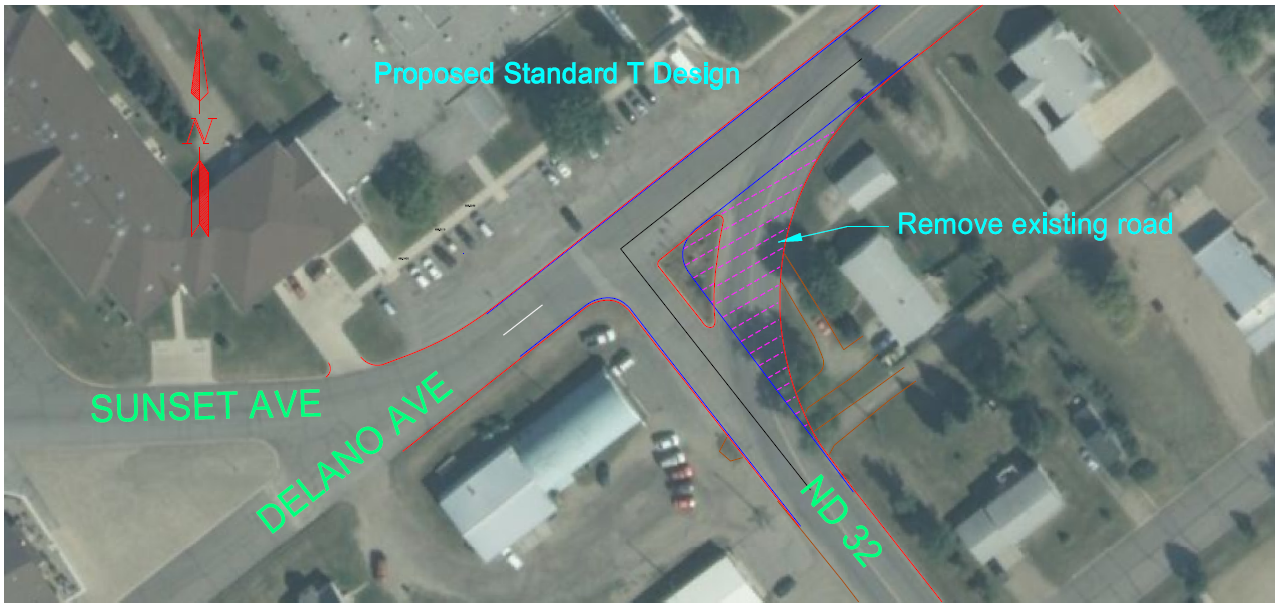 Proposed Standard T Design
N
Remove existing road
SUNSET AVE
DELANO AVE
ND 32